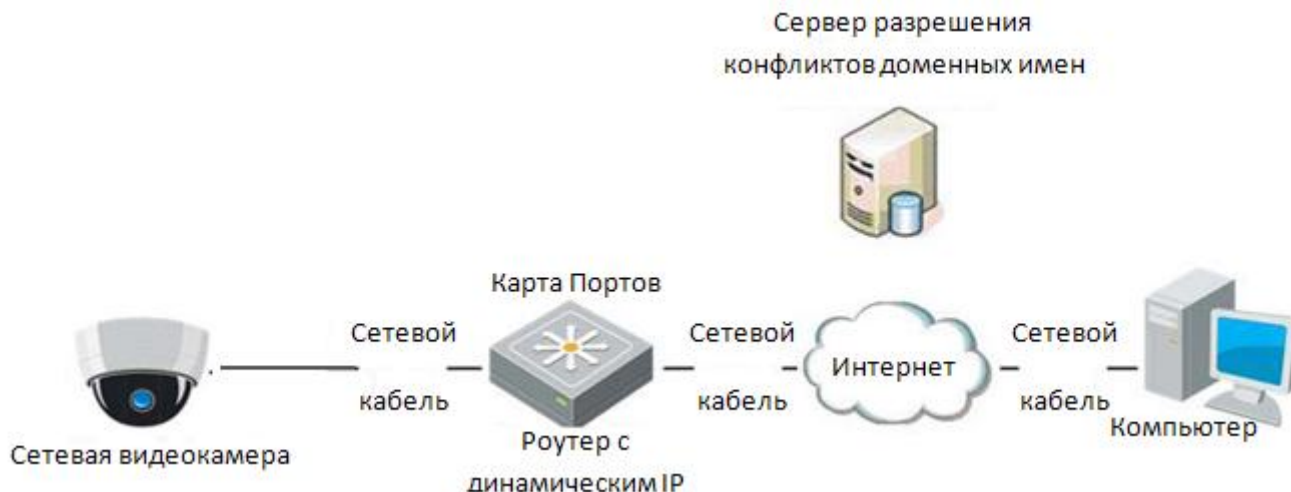 Сервер разрешения
конфликтов доменных имен
Карта Портов
Сетевой
кабель
Сетевой
кабель
Интернет
Сетевой
кабель
Сетевая видеокамера
Роутер с
динамическим IP
Компьютер